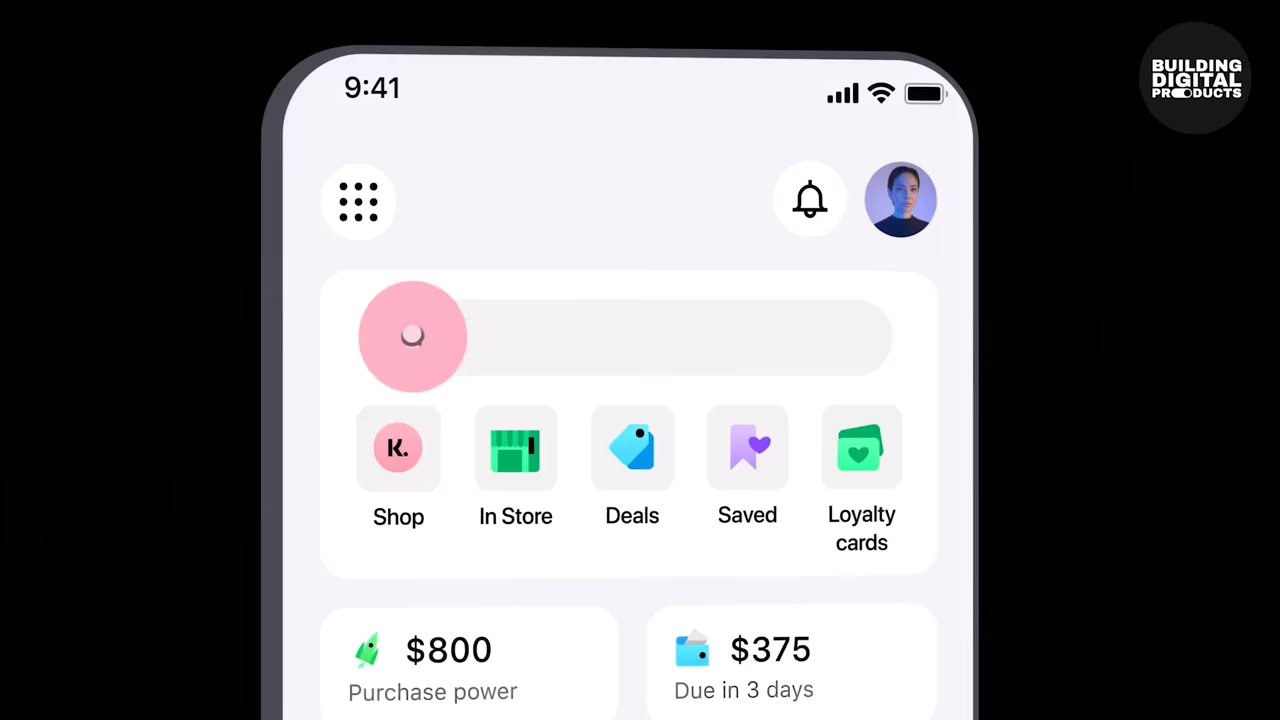 9:41
BUILDING
DIGITAL
PRODUCTS
K.
Shop
In Store
Deals
Saved
Loyalty
cards
$800
Purchase power
$375
Due in 3 days